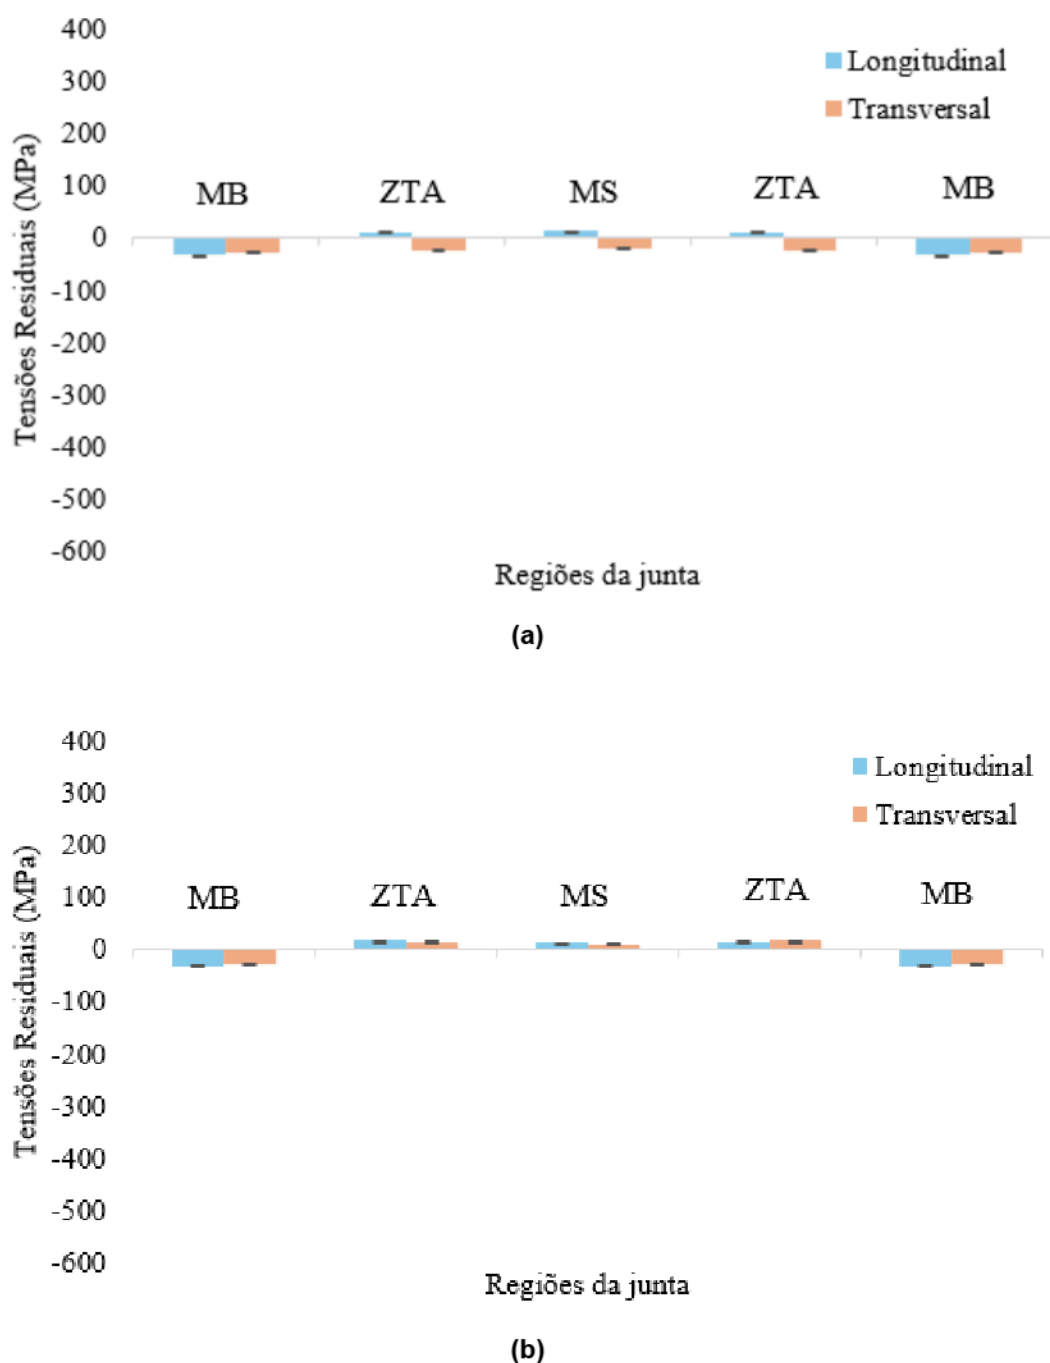 400
300
200
100
0
-100
-200
-300
-400
-500
-600
Tensões Residuais (MPa)
Longitudinal
Transversal
MB ZTA MS ZTA MB
Regiões da junta
(a)
400
300
200
100
0
-100
-200
-300
-400
-500
-600
Tensões Residuais (MPa)
Longitudinal
Transversal
MB ZTA MS ZTA MB
Regiões da junta
(b)